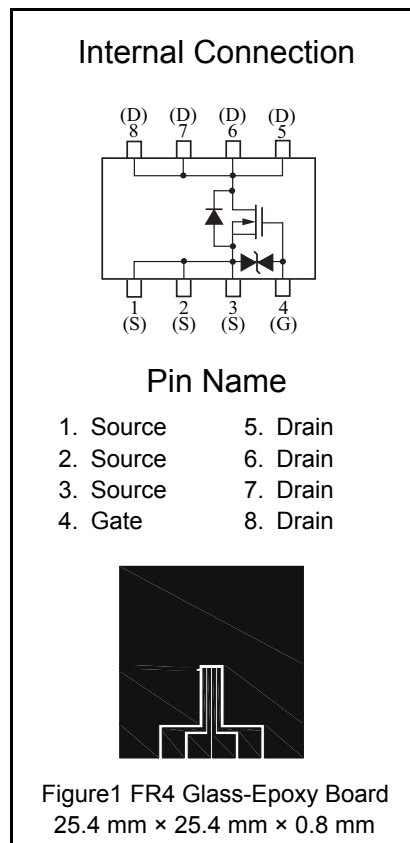 Internal Connection
(D) (D) (D) (D)
8 7 6 5
1 2 3 4
(S) (S) (S) (G)
Pin Name
1. Source 5. Drain
2. Source 6. Drain
3. Source 7. Drain
4. Gate 8. Drain
Figure1 FR4 Glass-Epoxy Board
25.4 mm × 25.4 mm × 0.8 mm